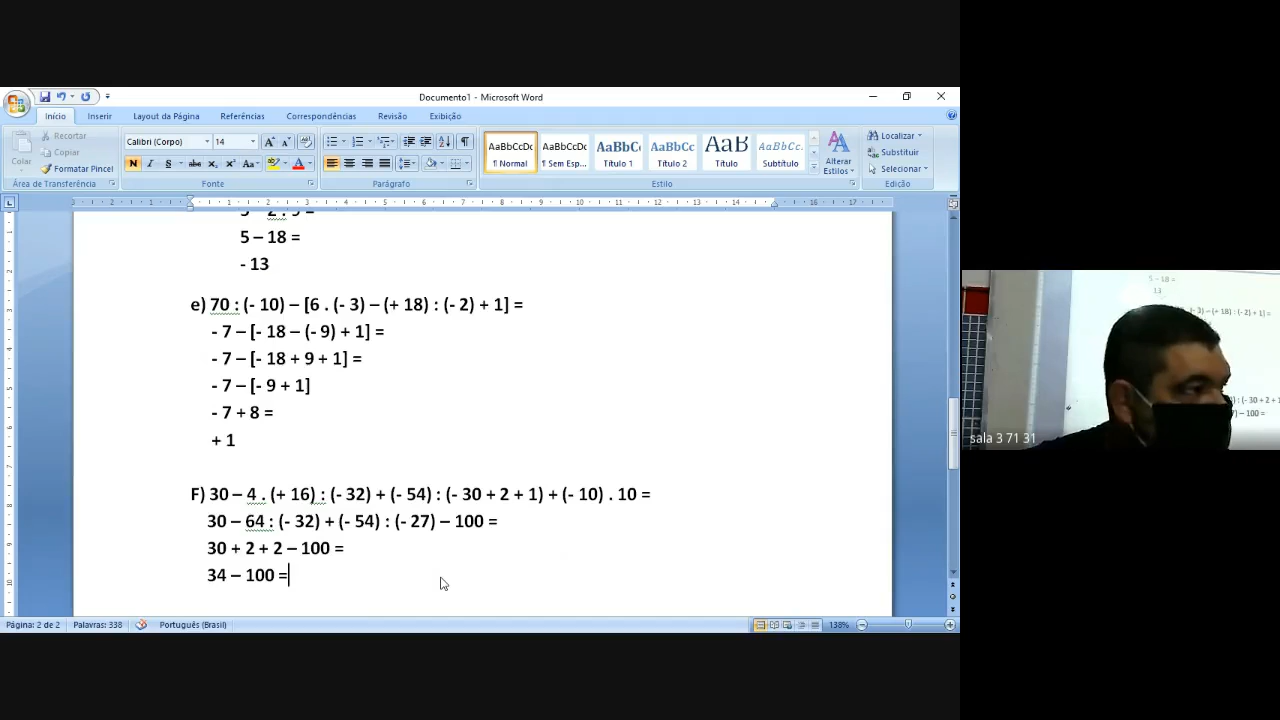 Documento1 - Microsoft Word
Início Inserir Layout da Página Referências Correspondências Revisão Exibição
Colar
Recortar
Copiar
Formatar Pincel
Área de Transferência
Calibri (Corpo) 14
N I S abc x₂ x² Aa
Fonte
Parágrafo
AaBbCcDc AaBbCcDc AaBbC AaBbCc AaB AaBbCc.
¶ Normal ¶ Sem Esp... Título 1 Título 2 Título Subtítulo
Alterar Estilos
Estilo
Localizar
Substituir
Selecionar
Edição
5 – 18 =
- 13
e) 70 : (- 10) – [6 . (- 3) – (+ 18) : (- 2) + 1] =
- 7 – [- 18 – (- 9) + 1] =
- 7 – [- 18 + 9 + 1] =
- 7 – [- 9 + 1]
- 7 + 8 =
+ 1
F) 30 – 4 . (+ 16) : (- 32) + (- 54) : (- 30 + 2 + 1) + (- 10) . 10 =
30 – 64 : (- 32) + (- 54) : (- 27) – 100 =
30 + 2 + 2 – 100 =
34 – 100 =
Página: 2 de 2 Palavras: 338 Português (Brasil) 138%
sala 3 71 31